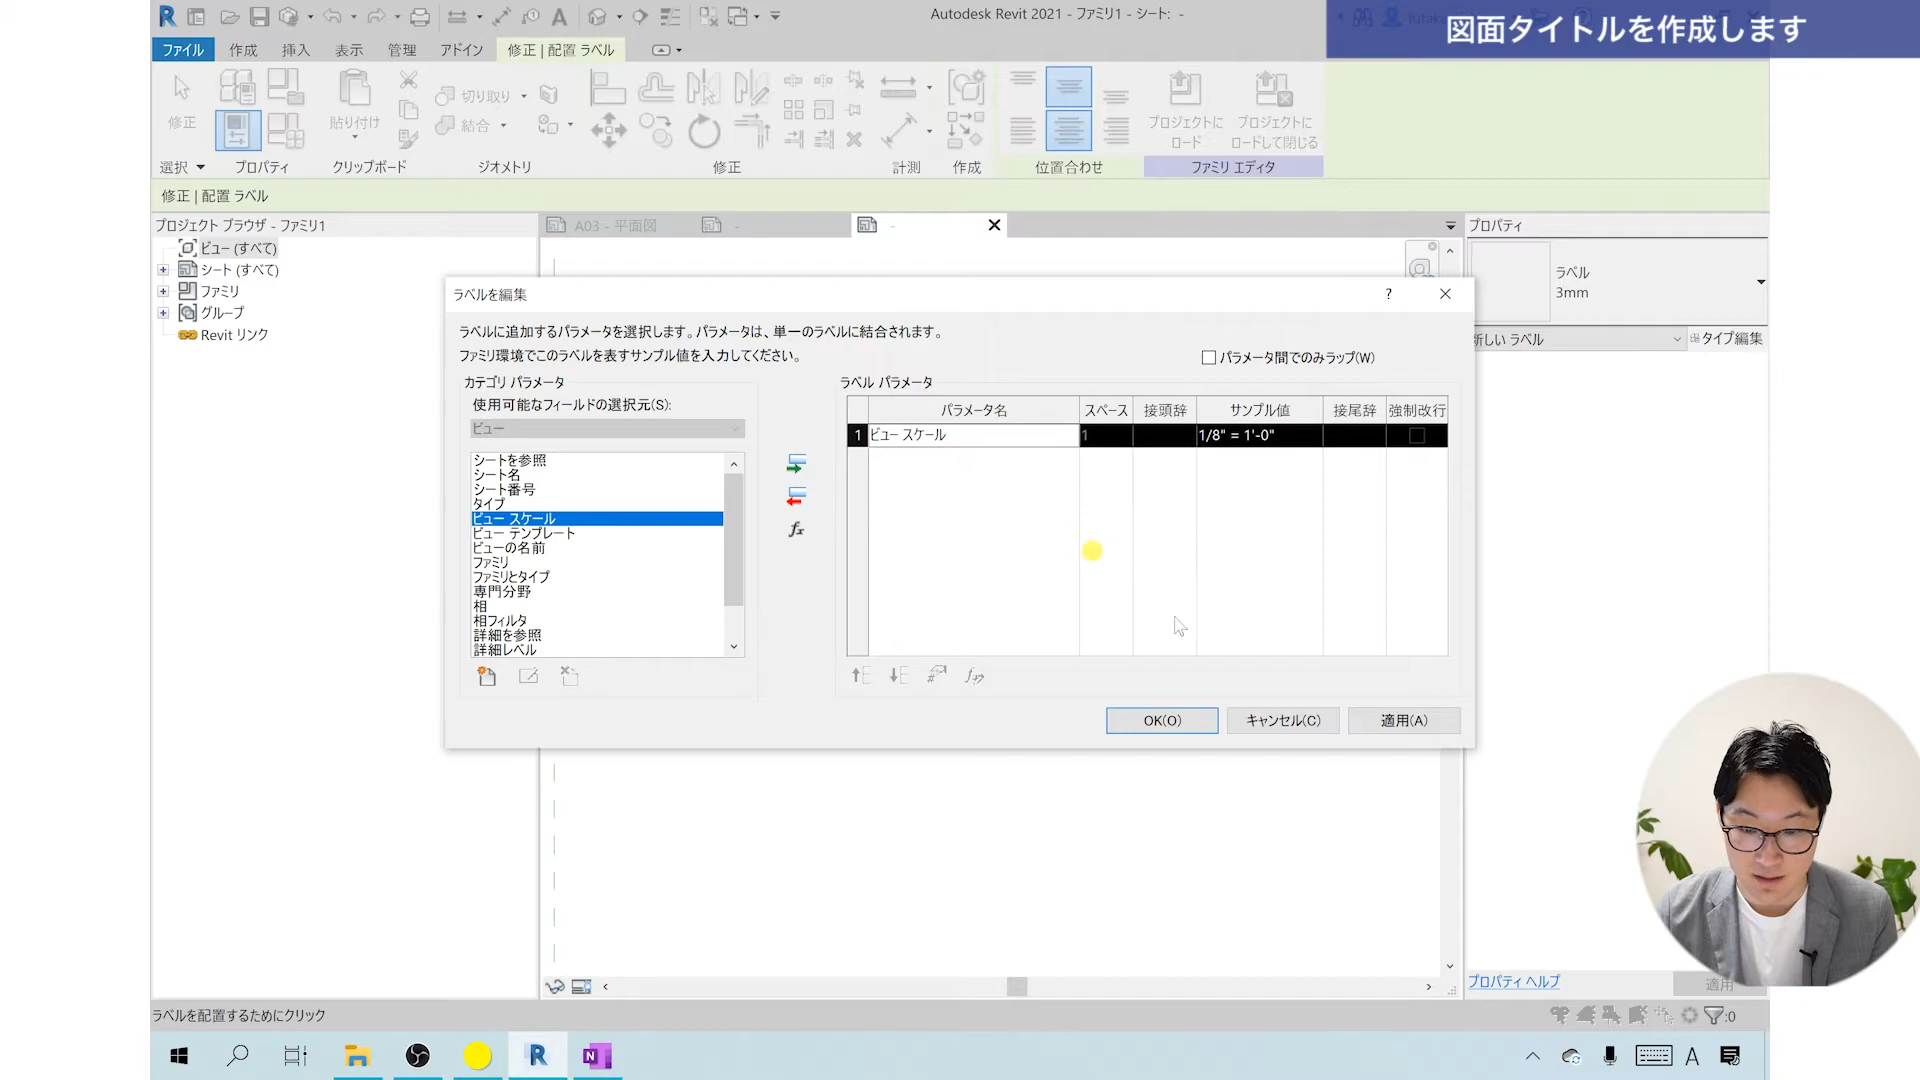 Autodesk Revit 2021 - ファミリ1 - シート: -
図面タイトルを作成します
ファイル 作成 挿入 表示 管理 アドイン 修正 | 配置 ラベル
修正
貼り付け
切り取り
結合
プロジェクトに ロード
プロジェクトに ロードして閉じる
選択 プロパティ クリップボード ジオメトリ 修正 計測 作成 位置合わせ ファミリ エディタ
修正 | 配置 ラベル
プロジェクト ブラウザ - ファミリ1
A03 - 平面図
-
-
プロパティ
ビュー (すべて)
シート (すべて)
ファミリ
グループ
Revit リンク
ラベル
3mm
新しい ラベル
タイプ編集
ラベルを編集
?
ラベルに追加するパラメータを選択します。パラメータは、単一のラベルに結合されます。
ファミリ環境でこのラベルを表すサンプル値を入力してください。
パラメータ間でのみラップ(W)
カテゴリ パラメータ
使用可能なフィールドの選択元(S):
ビュー
シートを参照
シート名
シート番号
タイプ
ビュー スケール
ビュー テンプレート
ビューの名前
ファミリ
ファミリとタイプ
専門分野
相
相フィルタ
詳細を参照
詳細レベル
fx
ラベル パラメータ
パラメータ名 スペース 接頭辞 サンプル値 接尾辞 強制改行
1 ビュー スケール 1 1/8" = 1'-0"
OK(O) キャンセル(C) 適用(A)
プロパティ ヘルプ
適用
ラベルを配置するためにクリック
:0
A